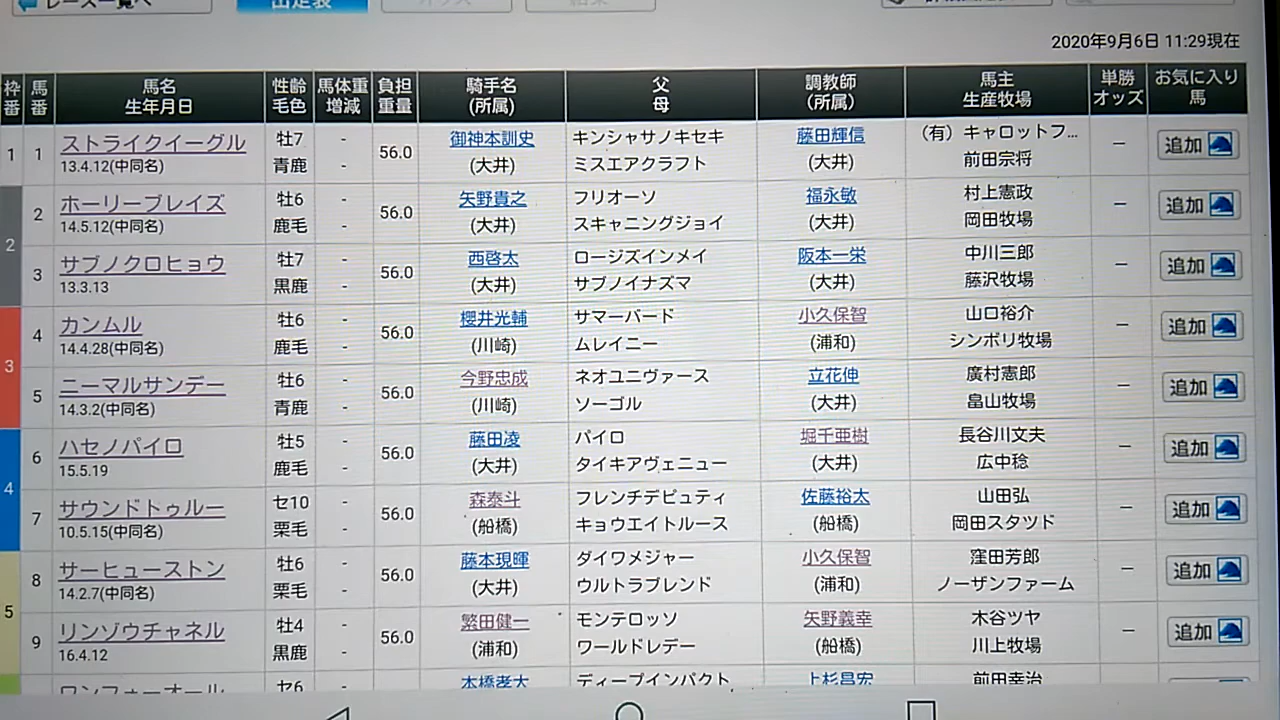 レース一覧へ 出走表 オッズ 結果
2020年9月6日 11:29現在
枠番 馬番 馬名 生年月日 性齢 毛色 馬体重 増減 負担重量 騎手名 (所属) 父 母 調教師 (所属) 馬主 生産牧場 単勝オッズ お気に入り馬
1 1 ストライクイーグル 牡7 - 56.0 御神本訓史 キンシャサノキセキ 藤田輝信 (有)キャロットフ... - 追加
13.4.12(中同名) 青鹿 - (大井) ミスエアクラフト (大井) 前田宗将
2 2 ホーリーブレイズ 牡6 - 56.0 矢野貴之 フリオーソ 福永敏 村上憲政 - 追加
14.5.12(中同名) 鹿毛 - (大井) スキャニングジョイ (大井) 岡田牧場
3 サブノクロヒョウ 牡7 - 56.0 西啓太 ロージズインメイ 阪本一栄 中川三郎 - 追加
13.3.13 黒鹿 - (大井) サブノイナズマ (大井) 藤沢牧場
3 4 カンムル 牡6 - 56.0 櫻井光輔 サマーバード 小久保智 山口裕介 - 追加
14.4.28(中同名) 鹿毛 - (川崎) ムレイニー (浦和) シンボリ牧場
5 ニーマルサンデー 牡6 - 56.0 今野忠成 ネオユニヴァース 立花伸 廣村憲郎 - 追加
14.3.2(中同名) 青鹿 - (川崎) ソーゴル (大井) 畠山牧場
4 6 ハセノパイロ 牡5 - 56.0 藤田凌 パイロ 堀千亜樹 長谷川文夫 - 追加
15.5.19 鹿毛 - (大井) タイキアヴェニュー (大井) 広中稔
7 サウンドトゥルー セ10 - 56.0 森泰斗 フレンチデピュティ 佐藤裕太 山田弘 - 追加
10.5.15(中同名) 栗毛 - (船橋) キョウエイトルース (船橋) 岡田スタツド
5 8 サーヒューストン 牡6 - 56.0 藤本現暉 ダイワメジャー 小久保智 窪田芳郎 - 追加
14.2.7(中同名) 栗毛 - (大井) ウルトラブレンド (浦和) ノーザンファーム
9 リンゾウチャネル 牡4 - 56.0 繁田健一 モンテロッソ 矢野義幸 木谷ツヤ - 追加
16.4.12 黒鹿 - (浦和) ワールドレデー (船橋) 川上牧場
ワンフォーオール セ6 - 本橋孝太 ディープインパクト 上杉昌宏 前田幸治